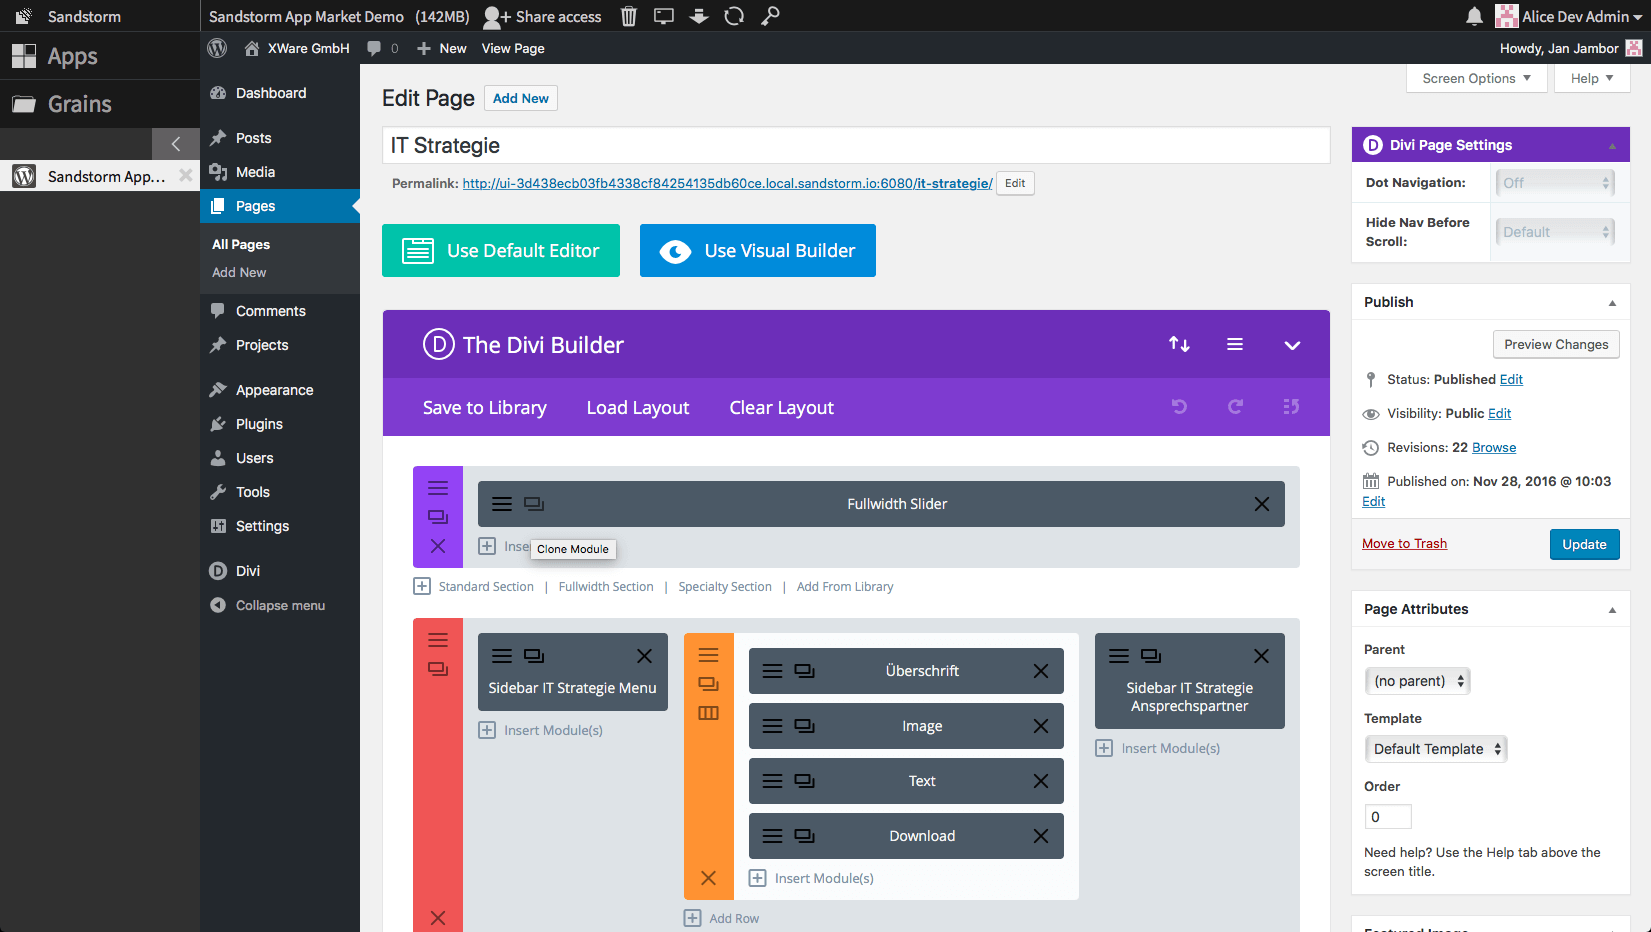 Sandstorm
Sandstorm App Market Demo (142MB) Share access
Alice Dev Admin
Apps
Grains
Sandstorm App...
XWare GmbH 0 New View Page
Howdy, Jan Jambor
Dashboard
Posts
Media
Pages
All Pages
Add New
Comments
Projects
Appearance
Plugins
Users
Tools
Settings
Divi
Collapse menu
Screen Options
Help
Edit Page
Add New
IT Strategie
Permalink: http://ui-3d438ecb03fb4338cf84254135db60ce.local.sandstorm.io:6080/it-strategie/ Edit
Use Default Editor
Use Visual Builder
The Divi Builder
Save to Library
Load Layout
Clear Layout
Fullwidth Slider
Clone Module
Standard Section | Fullwidth Section | Specialty Section | Add From Library
Sidebar IT Strategie Menu
Insert Module(s)
Überschrift
Image
Text
Download
Insert Module(s)
Add Row
Sidebar IT Strategie
Ansprechspartner
Insert Module(s)
Divi Page Settings
Dot Navigation: Off
Hide Nav Before
Scroll:
Default
Publish
Preview Changes
Status: Published Edit
Visibility: Public Edit
Revisions: 22 Browse
Published on: Nov 28, 2016 @ 10:03
Edit
Move to Trash
Update
Page Attributes
Parent
(no parent)
Template
Default Template
Order
0
Need help? Use the Help tab above the
screen title.